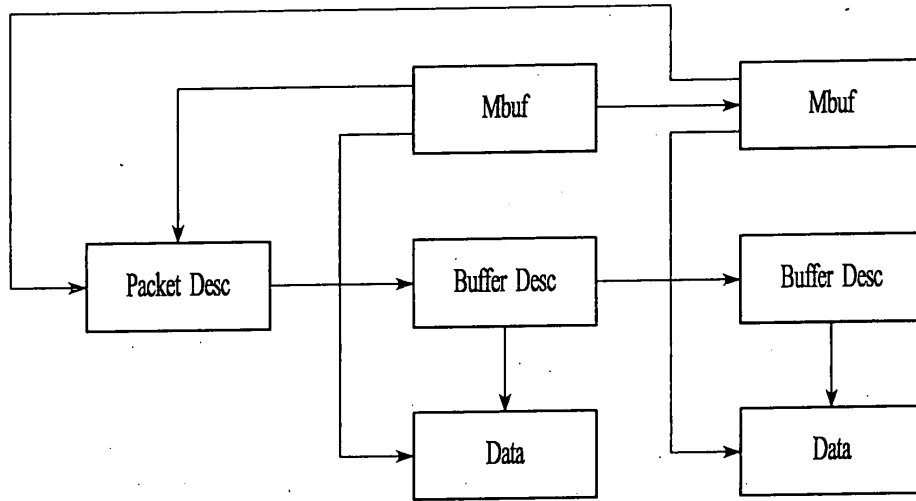 Mbuf
Mbuf
Packet Desc
Buffer Desc
Buffer Desc
Data
Data